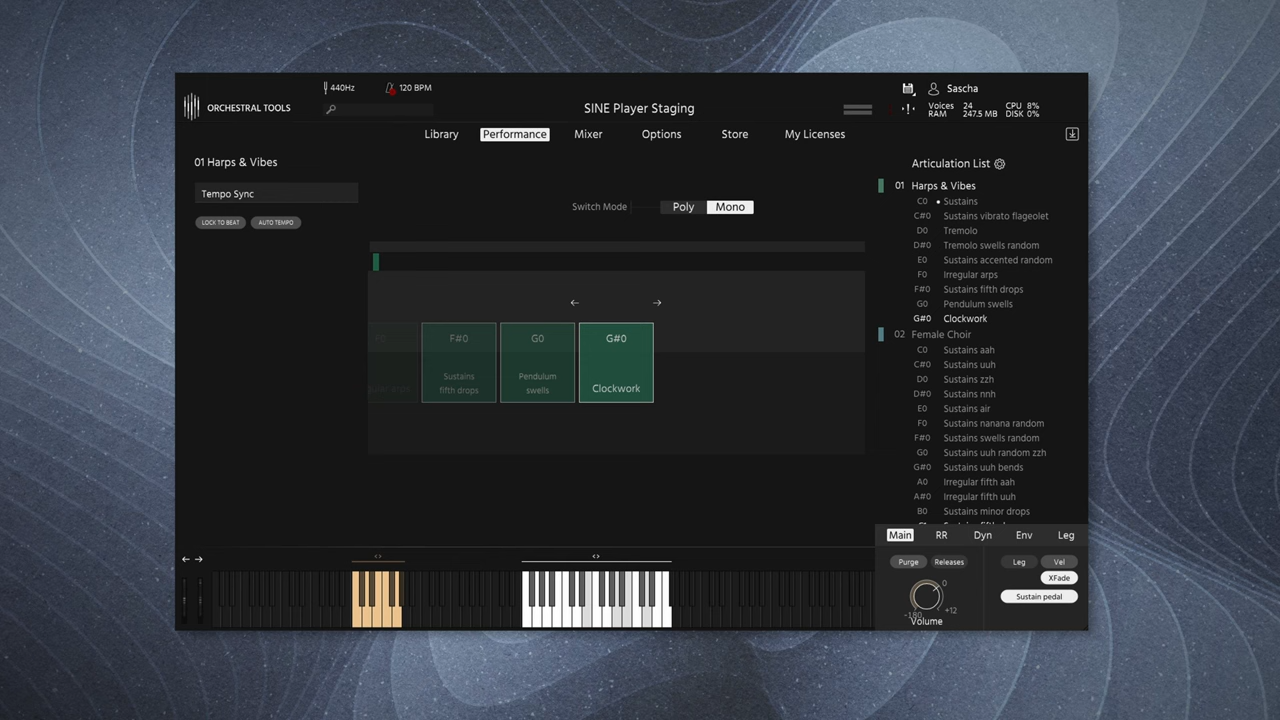 440Hz
120 BPM
Sascha
ORCHESTRAL TOOLS
SINE Player Staging
Voices 24 CPU 8%
RAM 247.5 MB DISK 0%
Library Performance Mixer Options Store My Licenses
01 Harps & Vibes
Tempo Sync
LOCK TO BEAT AUTO TEMPO
Switch Mode Poly Mono
F#0
Sustains
fifth drops
G0
Pendulum
swells
G#0
Clockwork
Articulation List
01 Harps & Vibes
C0 Sustains
C#0 Sustains vibrato flageolet
D0 Tremolo
D#0 Tremolo swells random
E0 Sustains accented random
F0 Irregular arps
F#0 Sustains fifth drops
G0 Pendulum swells
G#0 Clockwork
02 Female Choir
C0 Sustains aah
C#0 Sustains uuh
D0 Sustains zzh
D#0 Sustains nnh
E0 Sustains air
F0 Sustains nanana random
F#0 Sustains swells random
G0 Sustains uuh random zzh
G#0 Sustains uuh bends
A0 Irregular fifth aah
A#0 Irregular fifth uuh
B0 Sustains minor drops
Main RR Dyn Env Leg
Purge Releases
Leg Vel
XFade
Sustain pedal
0
-180 +12
Volume